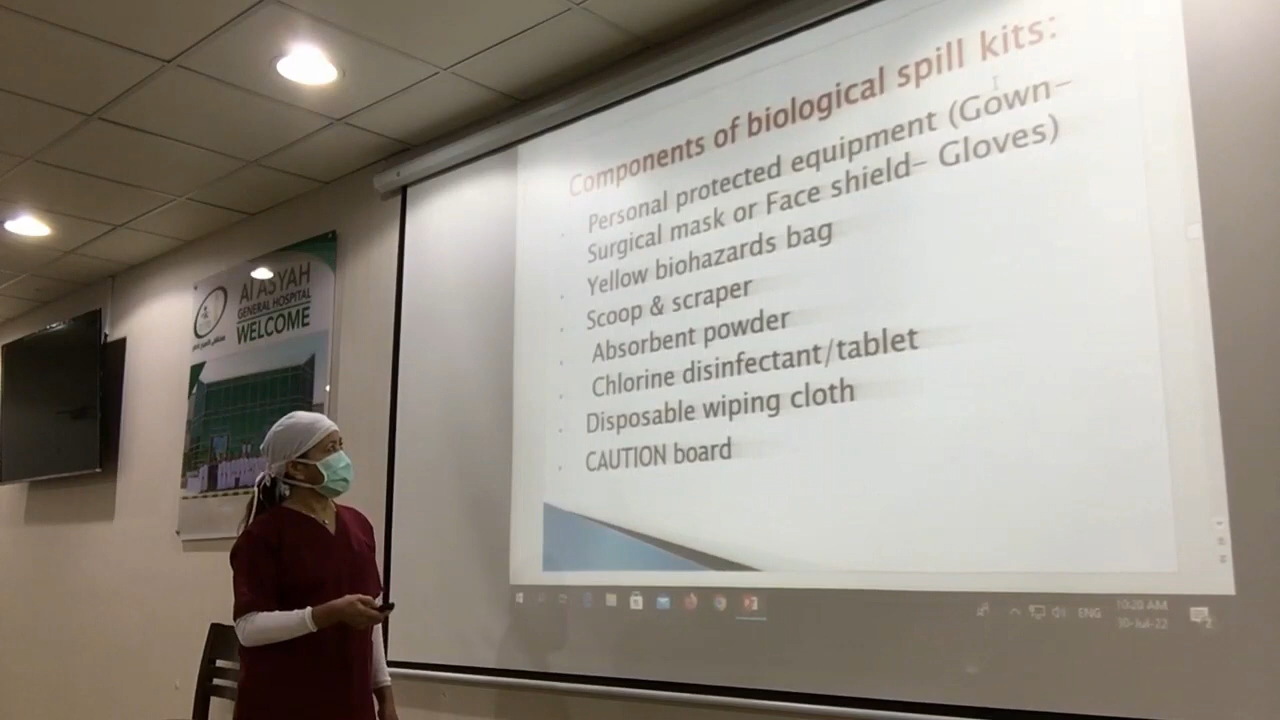 Components of biological spill kits:
Personal protected equipment (Gown-
Surgical mask or Face shield- Gloves)
Yellow biohazards bag
Scoop & scraper
Absorbent powder
Chlorine disinfectant/tablet
Disposable wiping cloth
CAUTION board
Al ASYAH
GENERAL HOSPITAL
WELCOME
ENG
10:20 AM
30-Jul-22